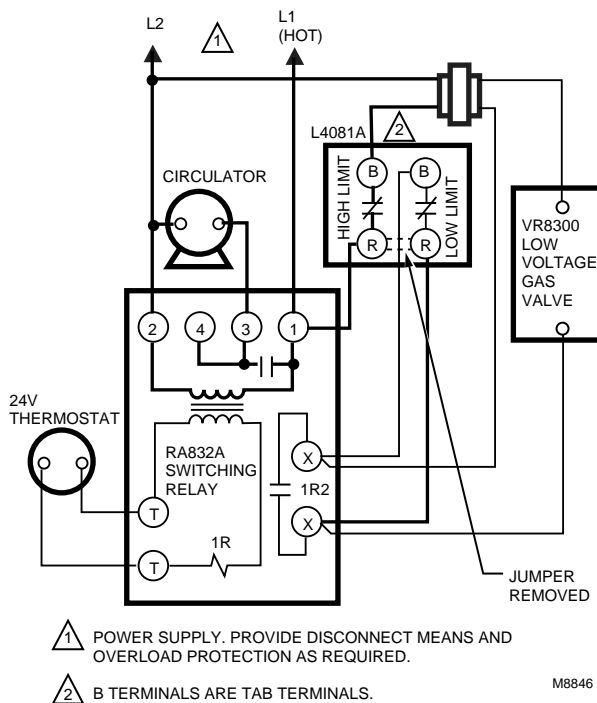 L2
1
L1
(HOT)
L4081A
2
CIRCULATOR
HIGH LIMIT
B
B
LOW LIMIT
R
R
VR8300
LOW
VOLTAGE
GAS
VALVE
2
4
3
1
24V
THERMOSTAT
RA832A
SWITCHING
RELAY
X
1R2
T
X
1R
T
JUMPER
REMOVED
1 POWER SUPPLY. PROVIDE DISCONNECT MEANS AND
OVERLOAD PROTECTION AS REQUIRED.
2 B TERMINALS ARE TAB TERMINALS.
M8846